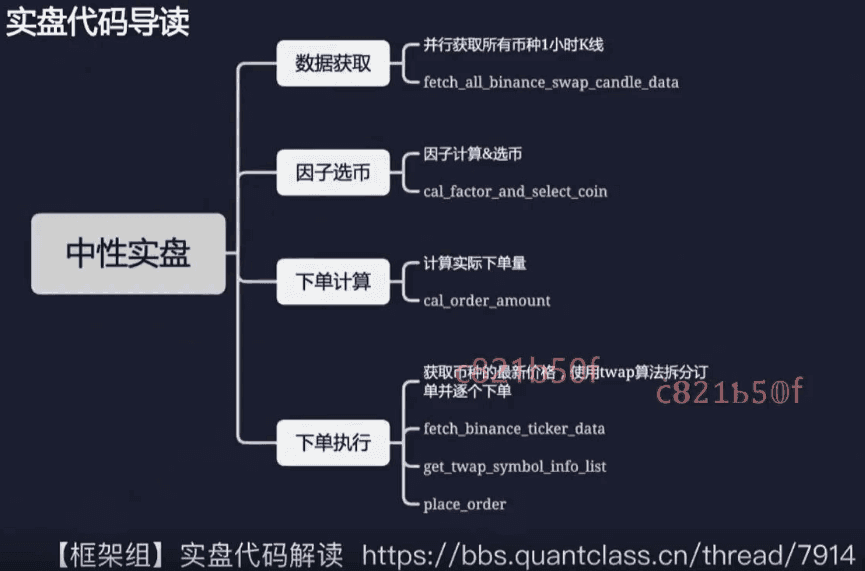 实盘代码导读
中性实盘
数据获取
并行获取所有币种1小时K线
fetch_all_binance_swap_candle_data
因子选币
因子计算&选币
cal_factor_and_select_coin
下单计算
计算实际下单量
cal_order_amount
下单执行
获取币种的最新价格，使用twap算法拆分订
单并逐个下单
fetch_binance_ticker_data
get_twap_symbol_info_list
place_order
c821b50f
c821b50f
【框架组】实盘代码解读 https://bbs.quantclass.cn/thread/7914